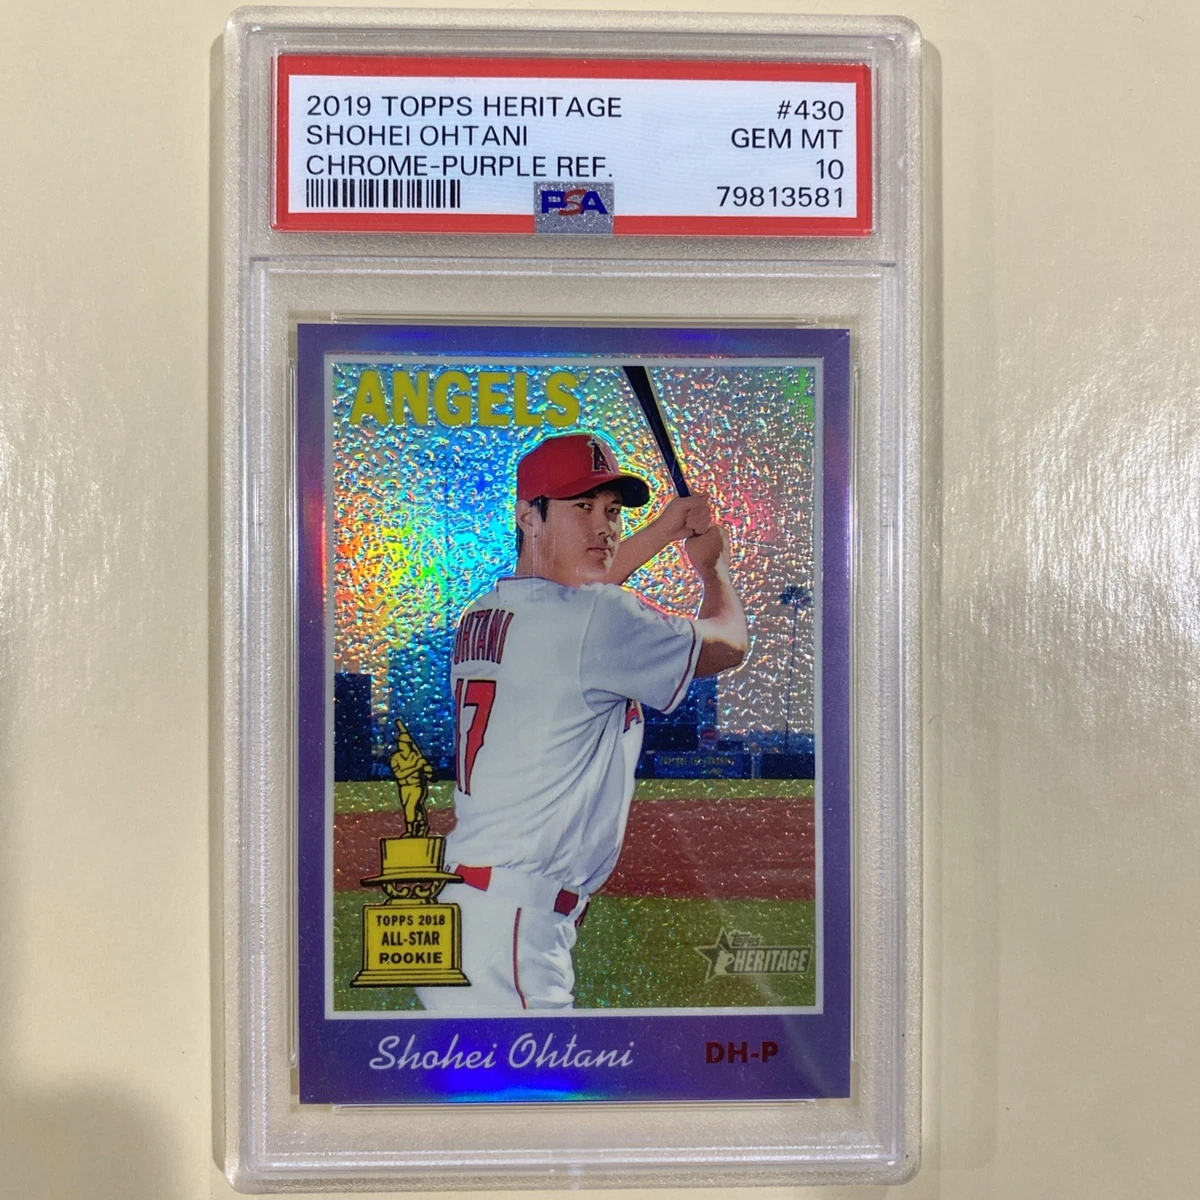 2019 TOPPS HERITAGE #430
SHOHEI OHTANI GEM MT
CHROME-PURPLE REF. 10
PSA 79813581
ANGELS
A
OHTANI
17
TOPPS 2018
ALL-STAR
ROOKIE
Topps
HERITAGE
Shohei Ohtani DH-P